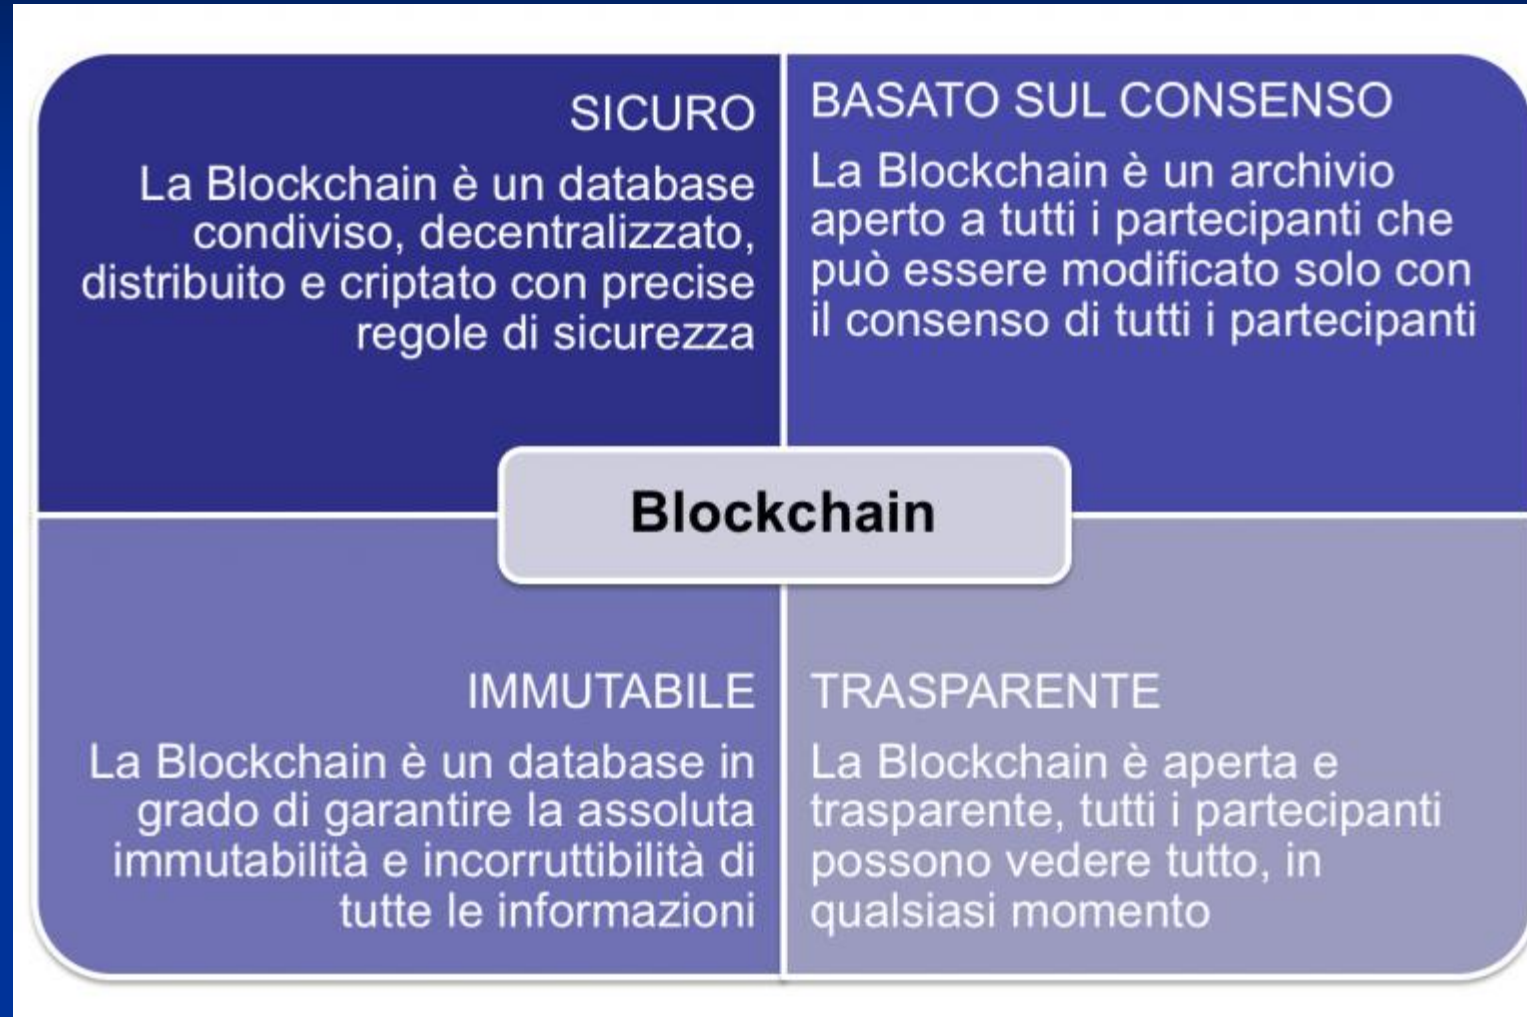 SICURO
La Blockchain è un database
condiviso, decentralizzato,
distribuito e criptato con precise
regole di sicurezza
BASATO SUL CONSENSO
La Blockchain è un archivio
aperto a tutti i partecipanti che
può essere modificato solo con
il consenso di tutti i partecipanti
Blockchain
IMMUTABILE
La Blockchain è un database in
grado di garantire la assoluta
immutabilità e incorruttibilità di
tutte le informazioni
TRASPARENTE
La Blockchain è aperta e
trasparente, tutti i partecipanti
possono vedere tutto, in
qualsiasi momento